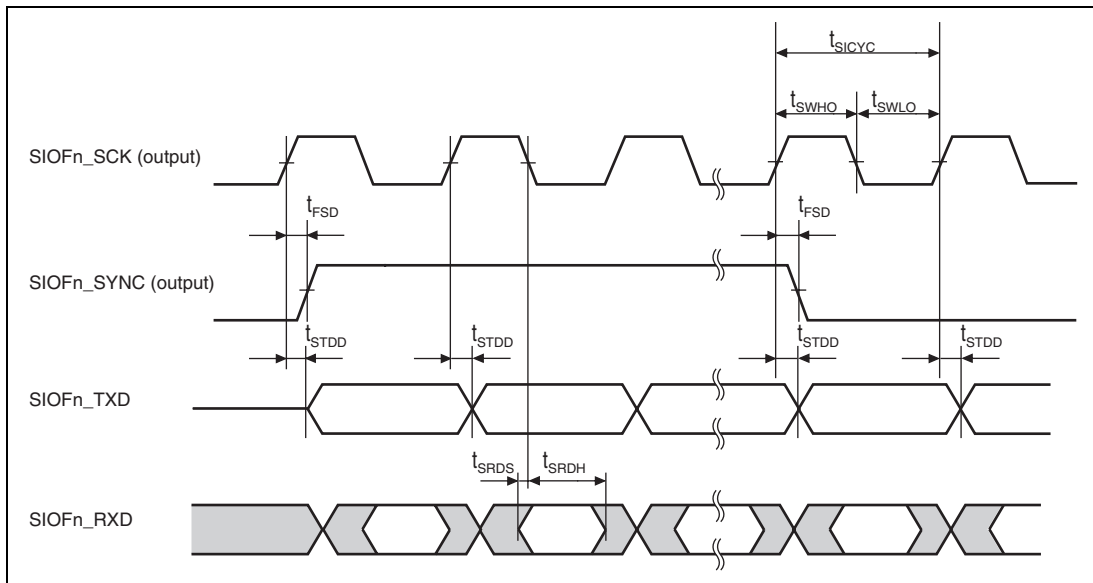 tSICYC
tSWHO tSWLO
SIOFn_SCK (output)
tFSD tFSD
SIOFn_SYNC (output)
tSTDD tSTDD tSTDD tSTDD
SIOFn_TXD
tSRDS tSRDH
SIOFn_RXD